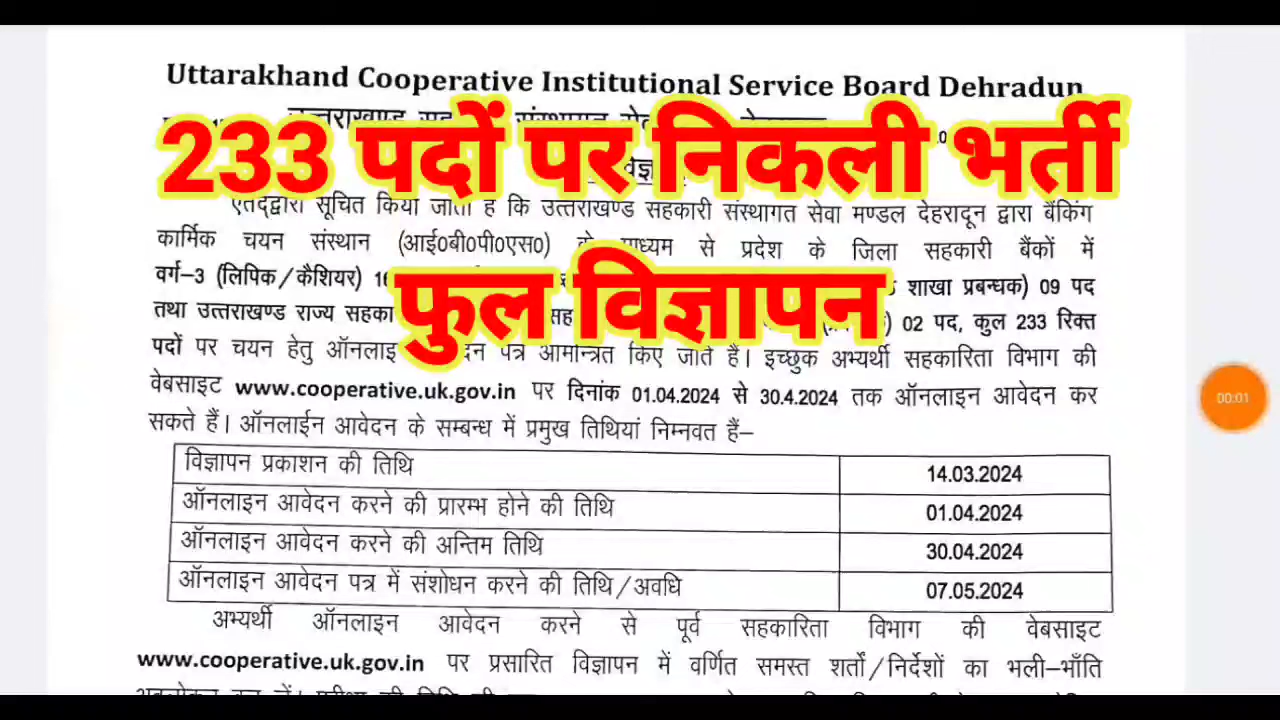 Uttarakhand Cooperative Institutional Service Board Dehradun
233 पदों पर निकली भर्ती
एतद्द्वारा सूचित किया जाता है कि उत्तराखण्ड सहकारी संस्थागत सेवा मण्डल देहरादून द्वारा बैंकिंग
कार्मिक चयन संस्थान (आई0बी0पी0एस0) के माध्यम से प्रदेश के जिला सहकारी बैंकों में
वर्ग-3 (लिपिक/कैशियर) शाखा प्रबन्धक) 09 पद
फुल विज्ञापन
तथा उत्तराखण्ड राज्य 02 पद, कुल 233 रिक्त
पदों पर चयन हेतु ऑनलाइन पत्र आमन्त्रित किए जाते है। इच्छुक अभ्यर्थी सहकारिता विभाग की
वेबसाइट www.cooperative.uk.gov.in पर दिनांक 01.04.2024 से 30.4.2024 तक ऑनलाइन आवेदन कर
सकते हैं। ऑनलाईन आवेदन के सम्बन्ध में प्रमुख तिथियां निम्नवत हैं–
विज्ञापन प्रकाशन की तिथि 14.03.2024
ऑनलाइन आवेदन करने की प्रारम्भ होने की तिथि 01.04.2024
ऑनलाइन आवेदन करने की अन्तिम तिथि 30.04.2024
ऑनलाइन आवेदन पत्र में संशोधन करने की तिथि/अवधि 07.05.2024
अभ्यर्थी ऑनलाइन आवेदन करने से पूर्व सहकारिता विभाग की वेबसाइट
www.cooperative.uk.gov.in पर प्रसारित विज्ञापन में वर्णित समस्त शर्तों/निर्देशों का भली–भाँति
00:01